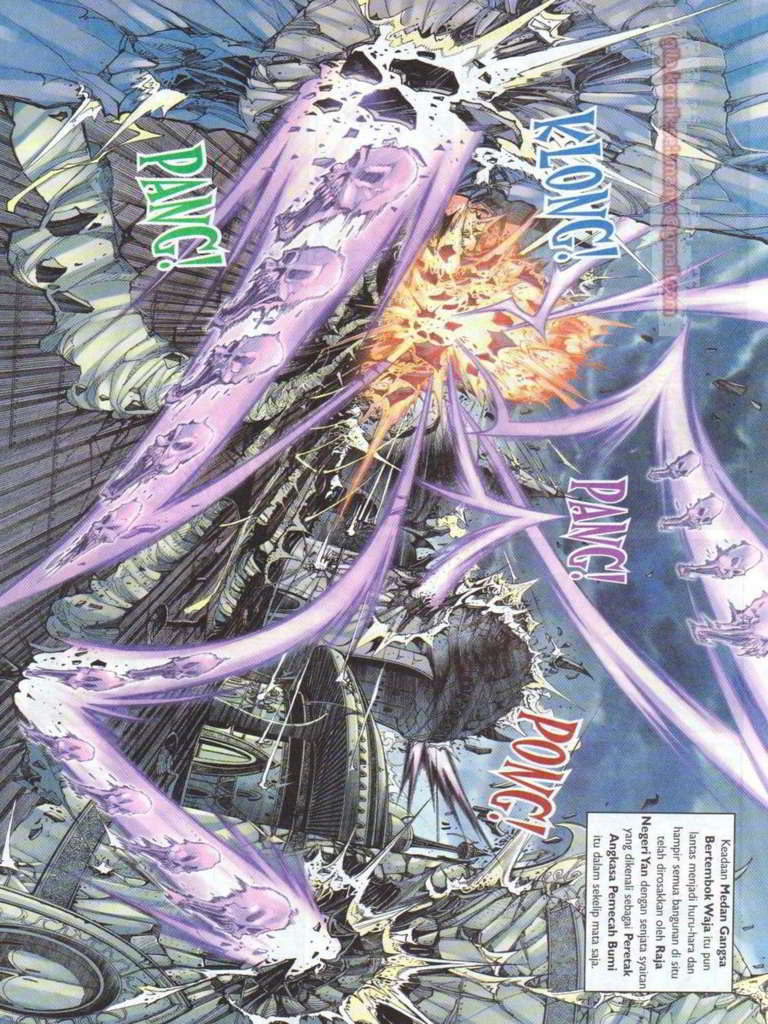 KLONG!
PANG!
PANG!
PONG!
Keadaan Medan Gangsa
Bertembok Waja itu pun
lantas menjadi huru-hara dan
hampir semua bangunan di situ
telah dirosakkan oleh Raja
Negeri Yan dengan senjata syaitan
yang dikenali sebagai Peretak
Angkasa Pemecah Bumi
itu dalam sekelip mata saja.